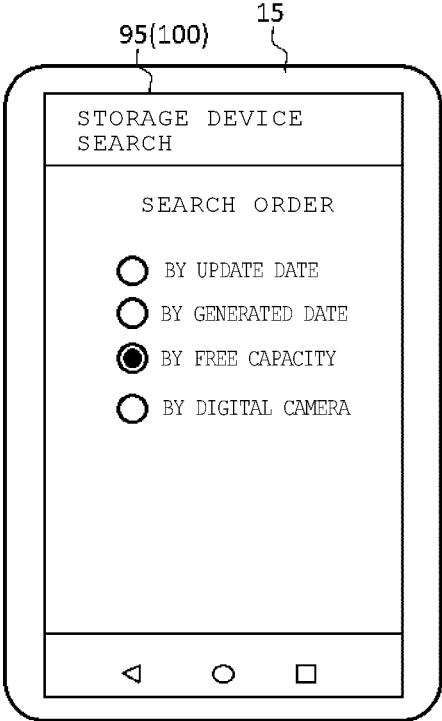 15
95(100)
STORAGE DEVICE
SEARCH
SEARCH ORDER
BY UPDATE DATE
BY GENERATED DATE
BY FREE CAPACITY
BY DIGITAL CAMERA